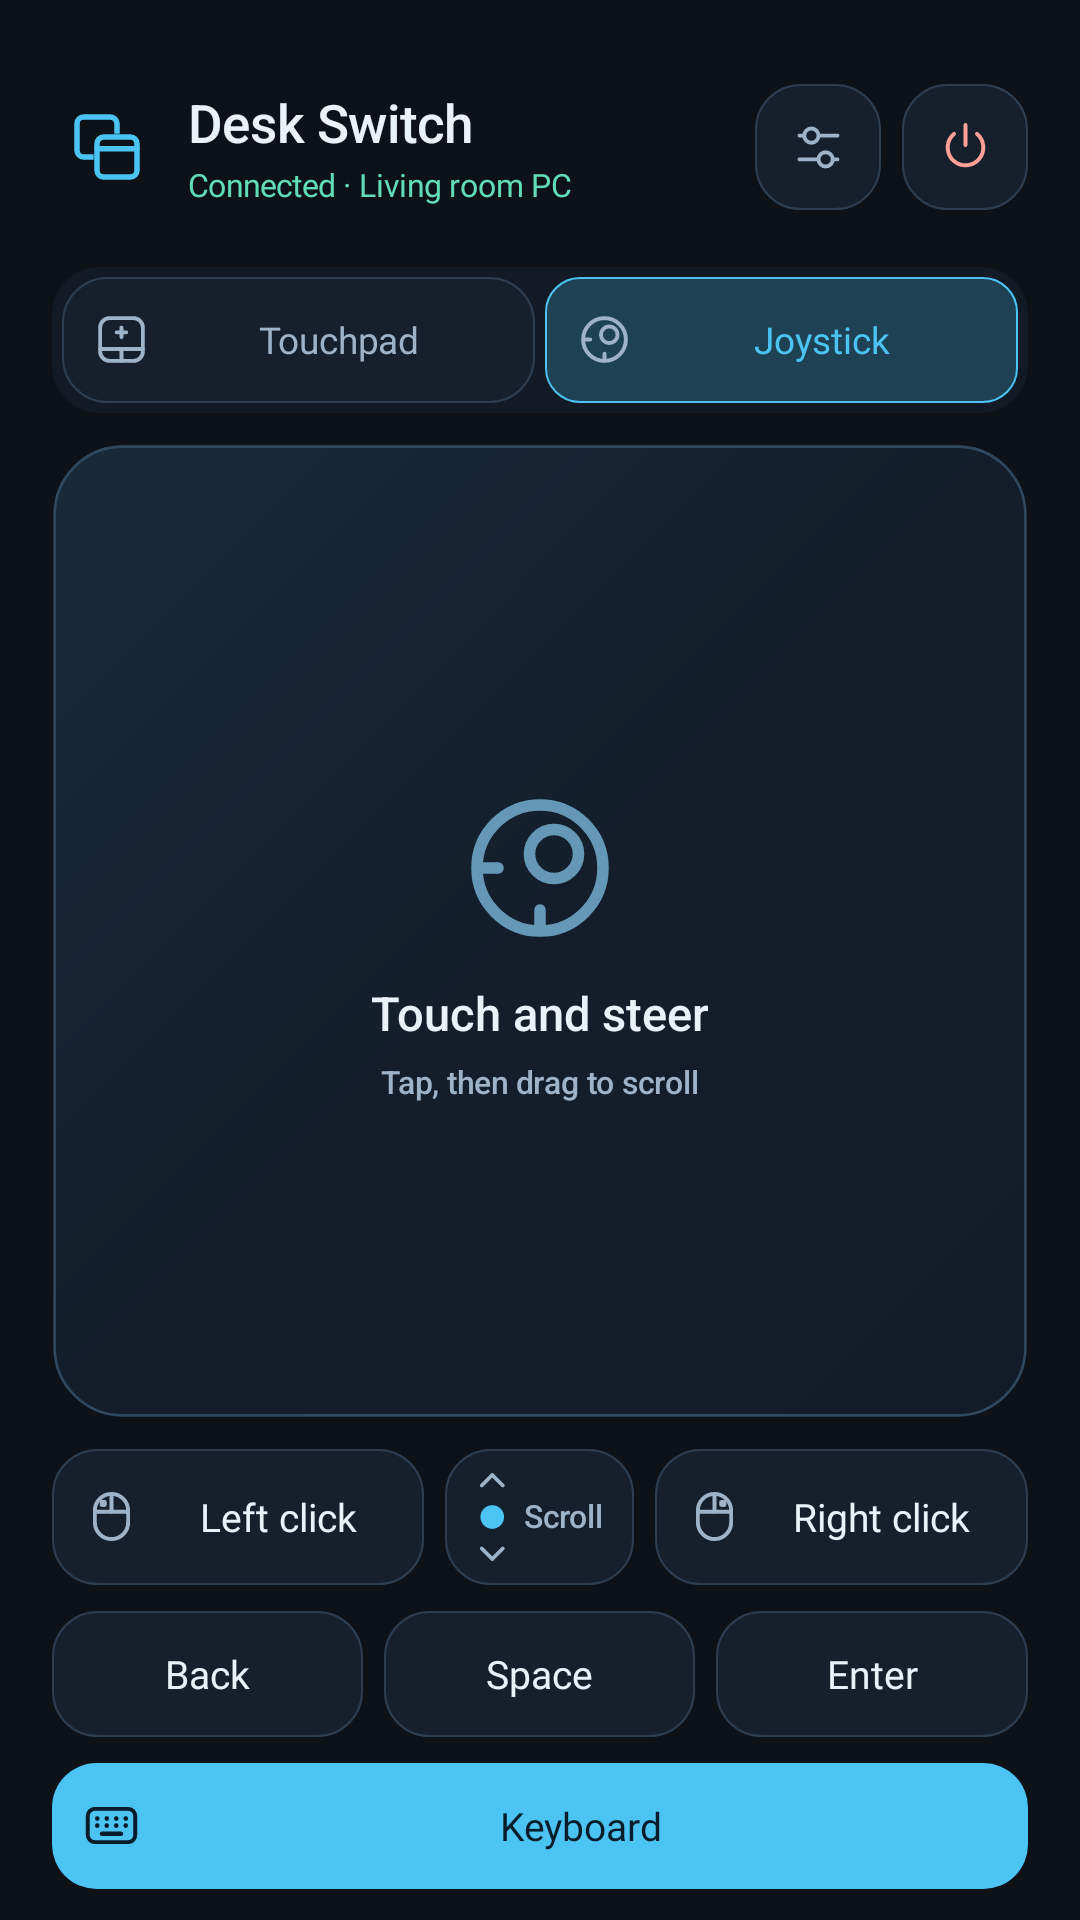 Desk Switch
Connected · Living room PC
Touchpad
Joystick
Touch and steer
Tap, then drag to scroll
Left click
Scroll
Right click
Back
Space
Enter
Keyboard